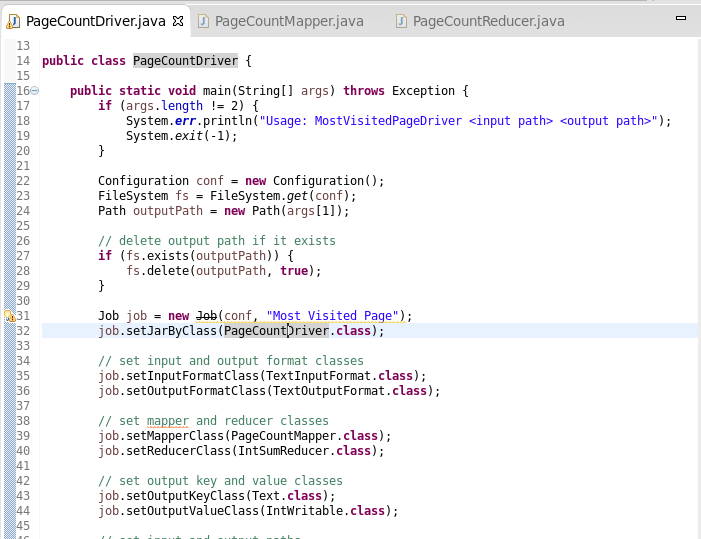 PageCountDriver.java PageCountMapper.java PageCountReducer.java
13
14 public class PageCountDriver {
15
16 public static void main(String[] args) throws Exception {
17 if (args.length != 2) {
18 System.err.println("Usage: MostVisitedPageDriver <input path> <output path>");
19 System.exit(-1);
20 }
21
22 Configuration conf = new Configuration();
23 FileSystem fs = FileSystem.get(conf);
24 Path outputPath = new Path(args[1]);
25
26 // delete output path if it exists
27 if (fs.exists(outputPath)) {
28 fs.delete(outputPath, true);
29 }
30
31 Job job = new Job(conf, "Most Visited Page");
32 job.setJarByClass(PageCountDriver.class);
33
34 // set input and output format classes
35 job.setInputFormatClass(TextInputFormat.class);
36 job.setOutputFormatClass(TextOutputFormat.class);
37
38 // set mapper and reducer classes
39 job.setMapperClass(PageCountMapper.class);
40 job.setReducerClass(IntSumReducer.class);
41
42 // set output key and value classes
43 job.setOutputKeyClass(Text.class);
44 job.setOutputValueClass(IntWritable.class);
45
46 // set input and output paths